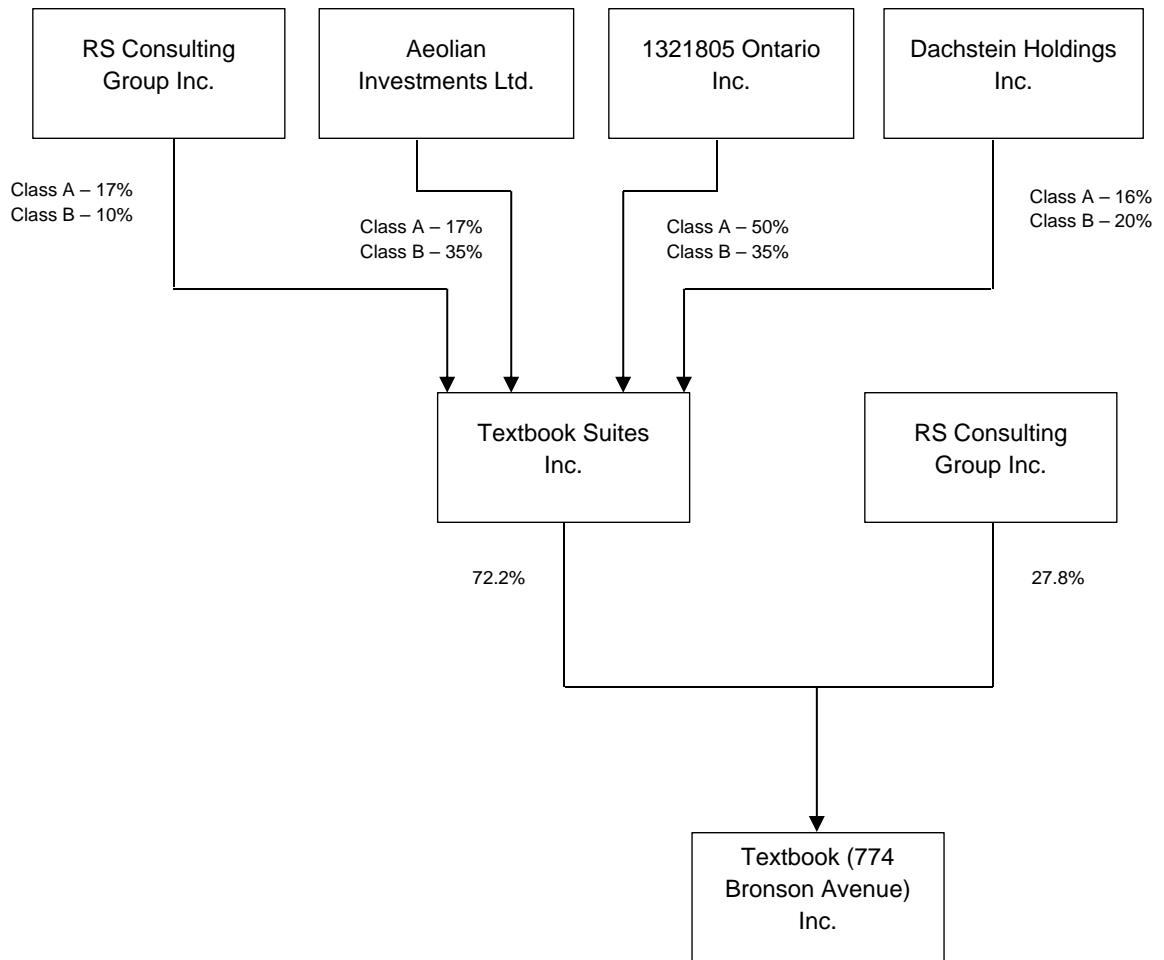 RS Consulting
Group Inc.
Aeolian
Investments Ltd.
1321805 Ontario
Inc.
Dachstein Holdings
Inc.
Class A – 17%
Class B – 10%
Class A – 17%
Class B – 35%
Class A – 50%
Class B – 35%
Class A – 16%
Class B – 20%
Textbook Suites
Inc.
RS Consulting
Group Inc.
72.2%
27.8%
Textbook (774
Bronson Avenue)
Inc.